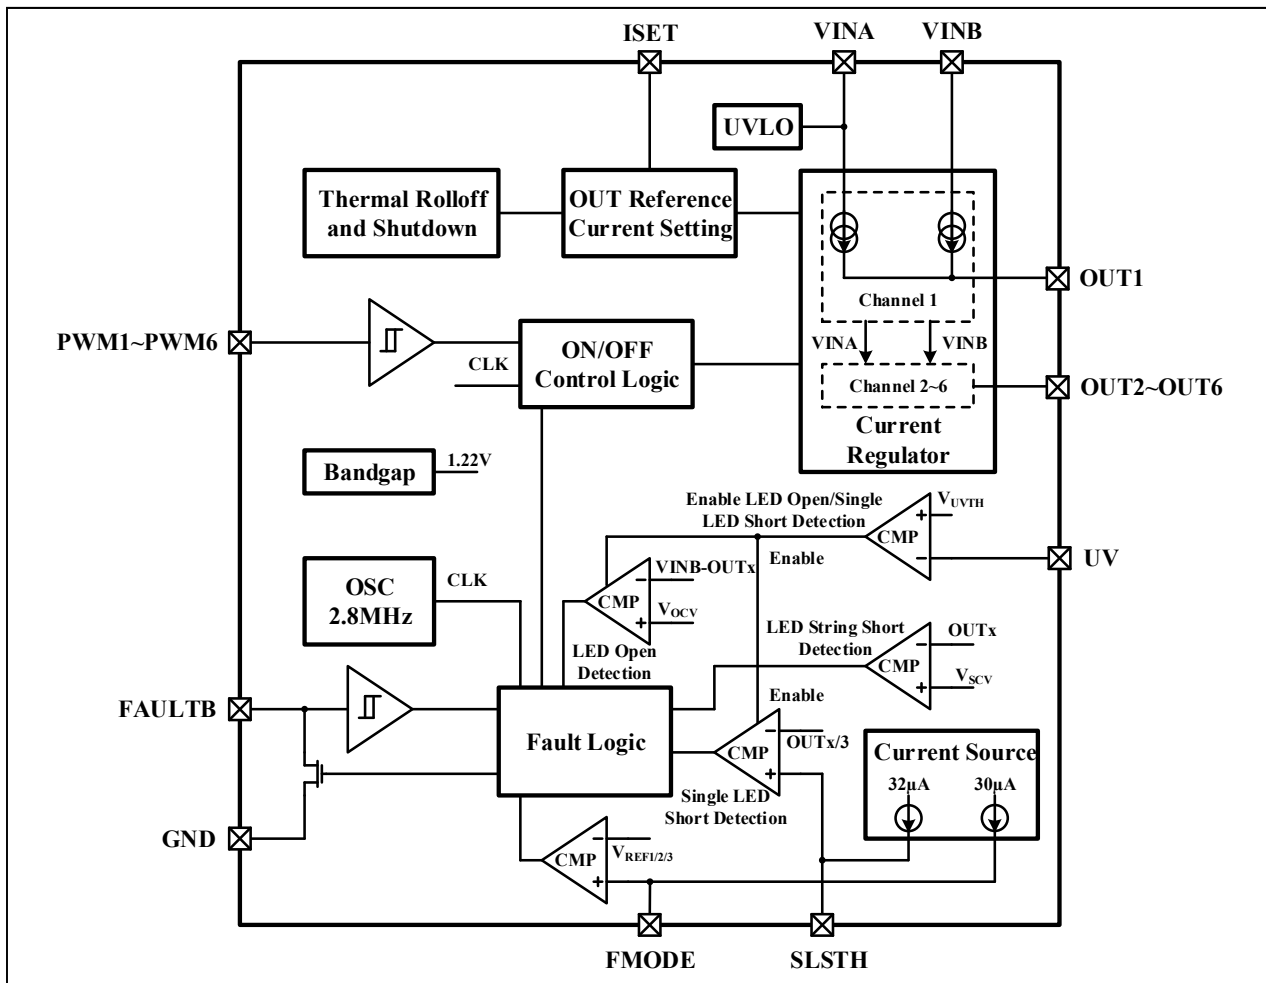 ISET
VINA
VINB
UVLO
Thermal Rolloff
and Shutdown
OUT Reference
Current Setting
OUT1
Channel 1
PWM1~PWM6
CLK
ON/OFF
Control Logic
VINA
VINB
Channel 2~6
OUT2~OUT6
Current
Regulator
Bandgap
1.22V
Enable LED Open/Single
LED Short Detection
CMP
+
VUVTH
−
UV
Enable
OSC
2.8MHz
CLK
CMP
−
VINB-OUTx
+
VOCV
LED Open
Detection
LED String Short
Detection
CMP
−
OUTx
+
VSCV
FAULTB
Fault Logic
Enable
CMP
−
OUTx/3
+
Single LED
Short Detection
Current Source
32μA
30μA
GND
CMP
−
VREF1/2/3
+
FMODE
SLSTH